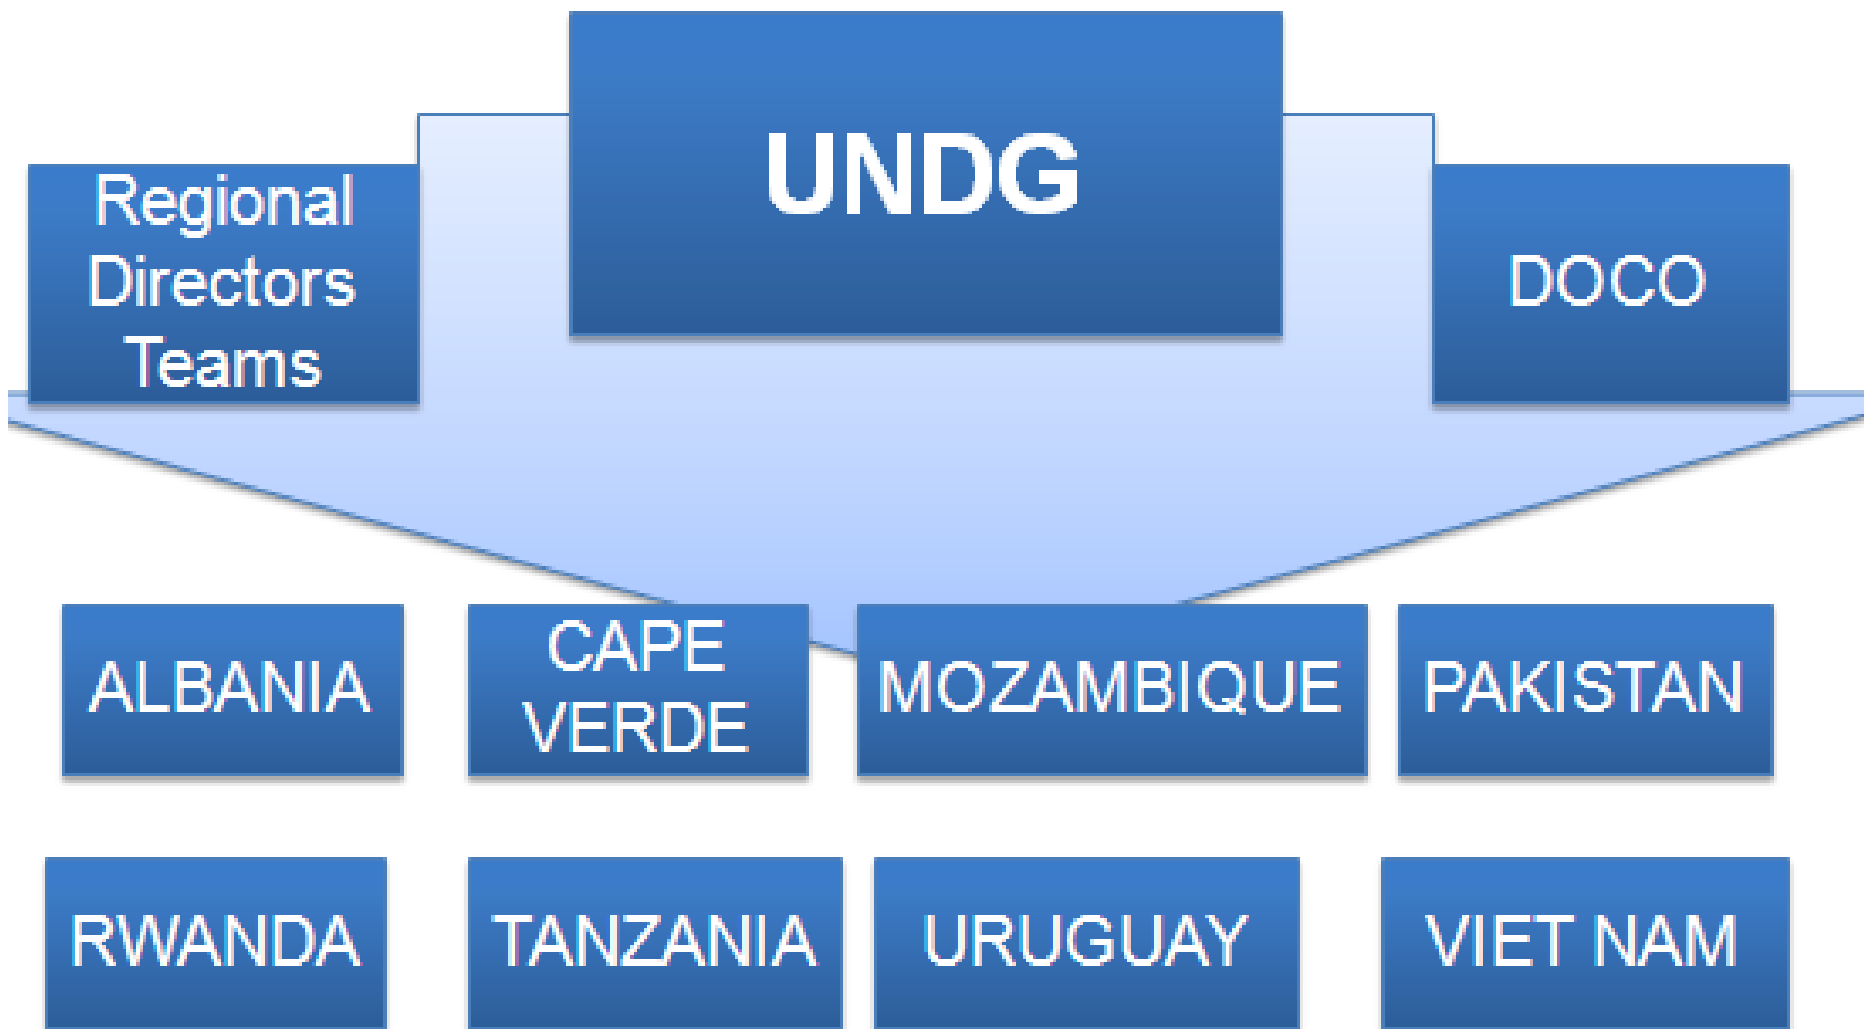 UNDG
Regional
Directors
Teams
DOCO
ALBANIA
CAPE
VERDE
MOZAMBIQUE
PAKISTAN
RWANDA
TANZANIA
URUGUAY
VIET NAM